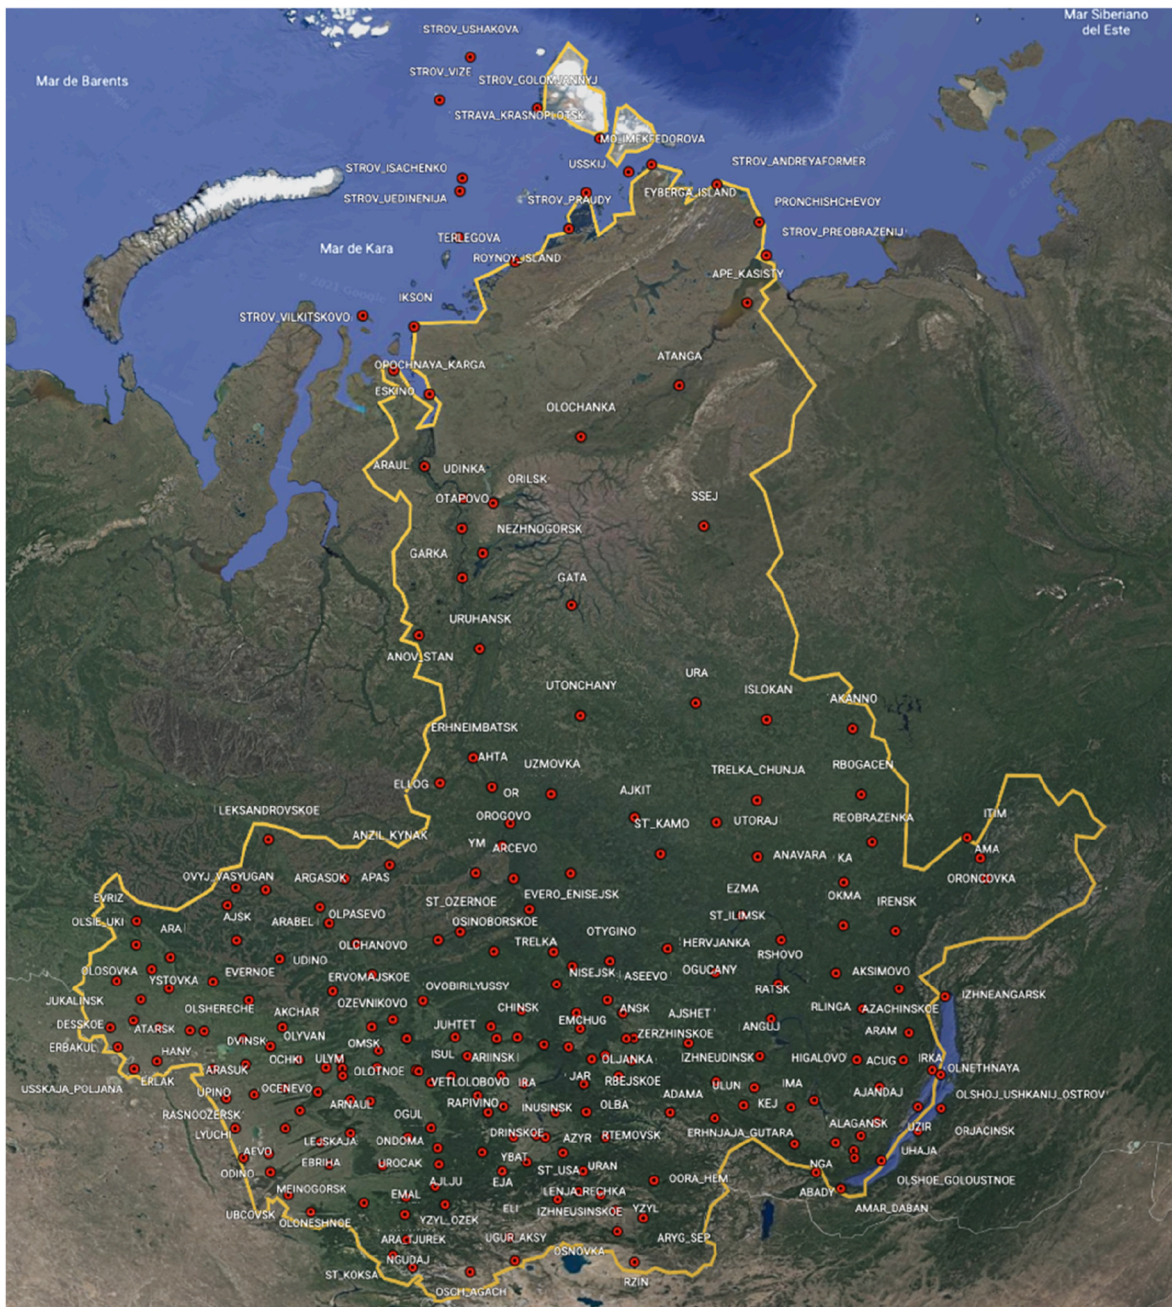 Mar Siberiano
del Este
STROV_USHAKOVA
STROV_VIZE
Mar de Barents
STROV_GOLOMJANNYJ
STRAVA_KRASNOPLOTSK
MO_IMEKFEDOROVA
STROV_ANDREYAFORMER
USSKIJ
STROV_ISACHENKO
EYBERGA_ISLAND
STROV_UEDINENIJA
STROV_PRAUDY
PRONCHISHCHEVOY
STROV_PREOBRAZENIJ
TERLEGOVA
Mar de Kara
ROYNOY_ISLAND
APE_KASISTY
IKSON
STROV_VILKITSKOVO
ATANGA
OPOCHNAYA_KARGA
ESKINO
OLOCHANKA
ARAUL
UDINKA
ORILSK
OTAPOVO
SSEJ
NEZHNOGORSK
GARKA
GATA
URUHANSK
ANOV_STAN
URA
UTONCHANY
ISLOKAN
AKANNO
ERHNEIMBATSK
AHTA
UZMOVKA
RBOGACEN
TRELKA_CHUNJA
ELLOG
OR
AJKIT
LEKSANDROVSKOE
OROGOVO
ST_KAMO
UTORAJ
REOBRAZENKA
ITIM
ANZIL_KYNAK
YM
ARCEVO
ANAVARA
KA
AMA
OVYJ_VASYUGAN
ARGASOK
APAS
ORONCOVKA
EVRIZ
EVERO_ENISEJSK
EZMA
OKMA
ST_OZERNOE
IRENSK
OLSIE_UKI
AJSK
ARABEL
OLPASEVO
OSINOBORSKOE
ST_ILIMSK
ARA
OTYGINO
OLCHANOVO
TRELKA
HERVJANKA
RSHOVO
UDINO
OLOSOVKA
YSTOVKA
EVERNOE
ERVOMAJSKOE
NISEJSK
ASEEVO
OGUCANY
AKSIMOVO
RATSK
OVOBIRILYUSSY
JUKALINSK
OLSHERECHE
OZEVNIKOVO
IZHNEANGARSK
CHINSK
ANSK
AJSHET
RLINGA
AZACHINSKOE
AKCHAR
DESSKOE
ATARSK
EMCHUG
ANGUJ
JUHTET
ZERZHINSKOE
ARAM
OLYVAN
DVINSK
OMSK
ERBAKUL
HANY
OCHKI
ULYM
ISUL
ARIINSK
OLJANKA
IZHNEUDINSK
HIGALOVO
ACUG
IRKA
ARASUK
OLOTNOE
OLNETHNAYA
VETLOLOBOVO
JAR
RBEJSKOE
USSKAJA_POLJANA
ERLAK
IRA
ULUN
IMA
UPINO
OCENEVO
AJANDAJ
OLSHOJ_USHKANIJ_OSTROV
RAPIVINO
ADAMA
KEJ
RASNOOZERSK
ARNAUL
OGUL
INUSINSK
OLBA
ALAGANSK
UZIR
ORJACINSK
LYUCHI
LEJSKAJA
ONDOMA
DRINSKOE
AZYR
RTEMOVSK
ERHNJAJA_GUTARA
AEVO
EBRIHA
UROCAK
YBAT
UHAJA
ODINO
ST_USA
URAN
NGA
EJA
OORA_HEM
OLSHOE_GOLOUSTNOE
MEINOGORSK
EMAL
AJLJU
LENJA_RECHKA
ABADY
UBCOVSK
ELI
IZHNEUSINSKOE
YZYL
AMAR_DABAN
OLONESHNOE
YZYL_OZEK
ARA_TJUREK
UGUR_AKSY
ARYG_SEP
OSNOVKA
NGUDAJ
ST_KOKSA
RZIN
OSCH_AGACH